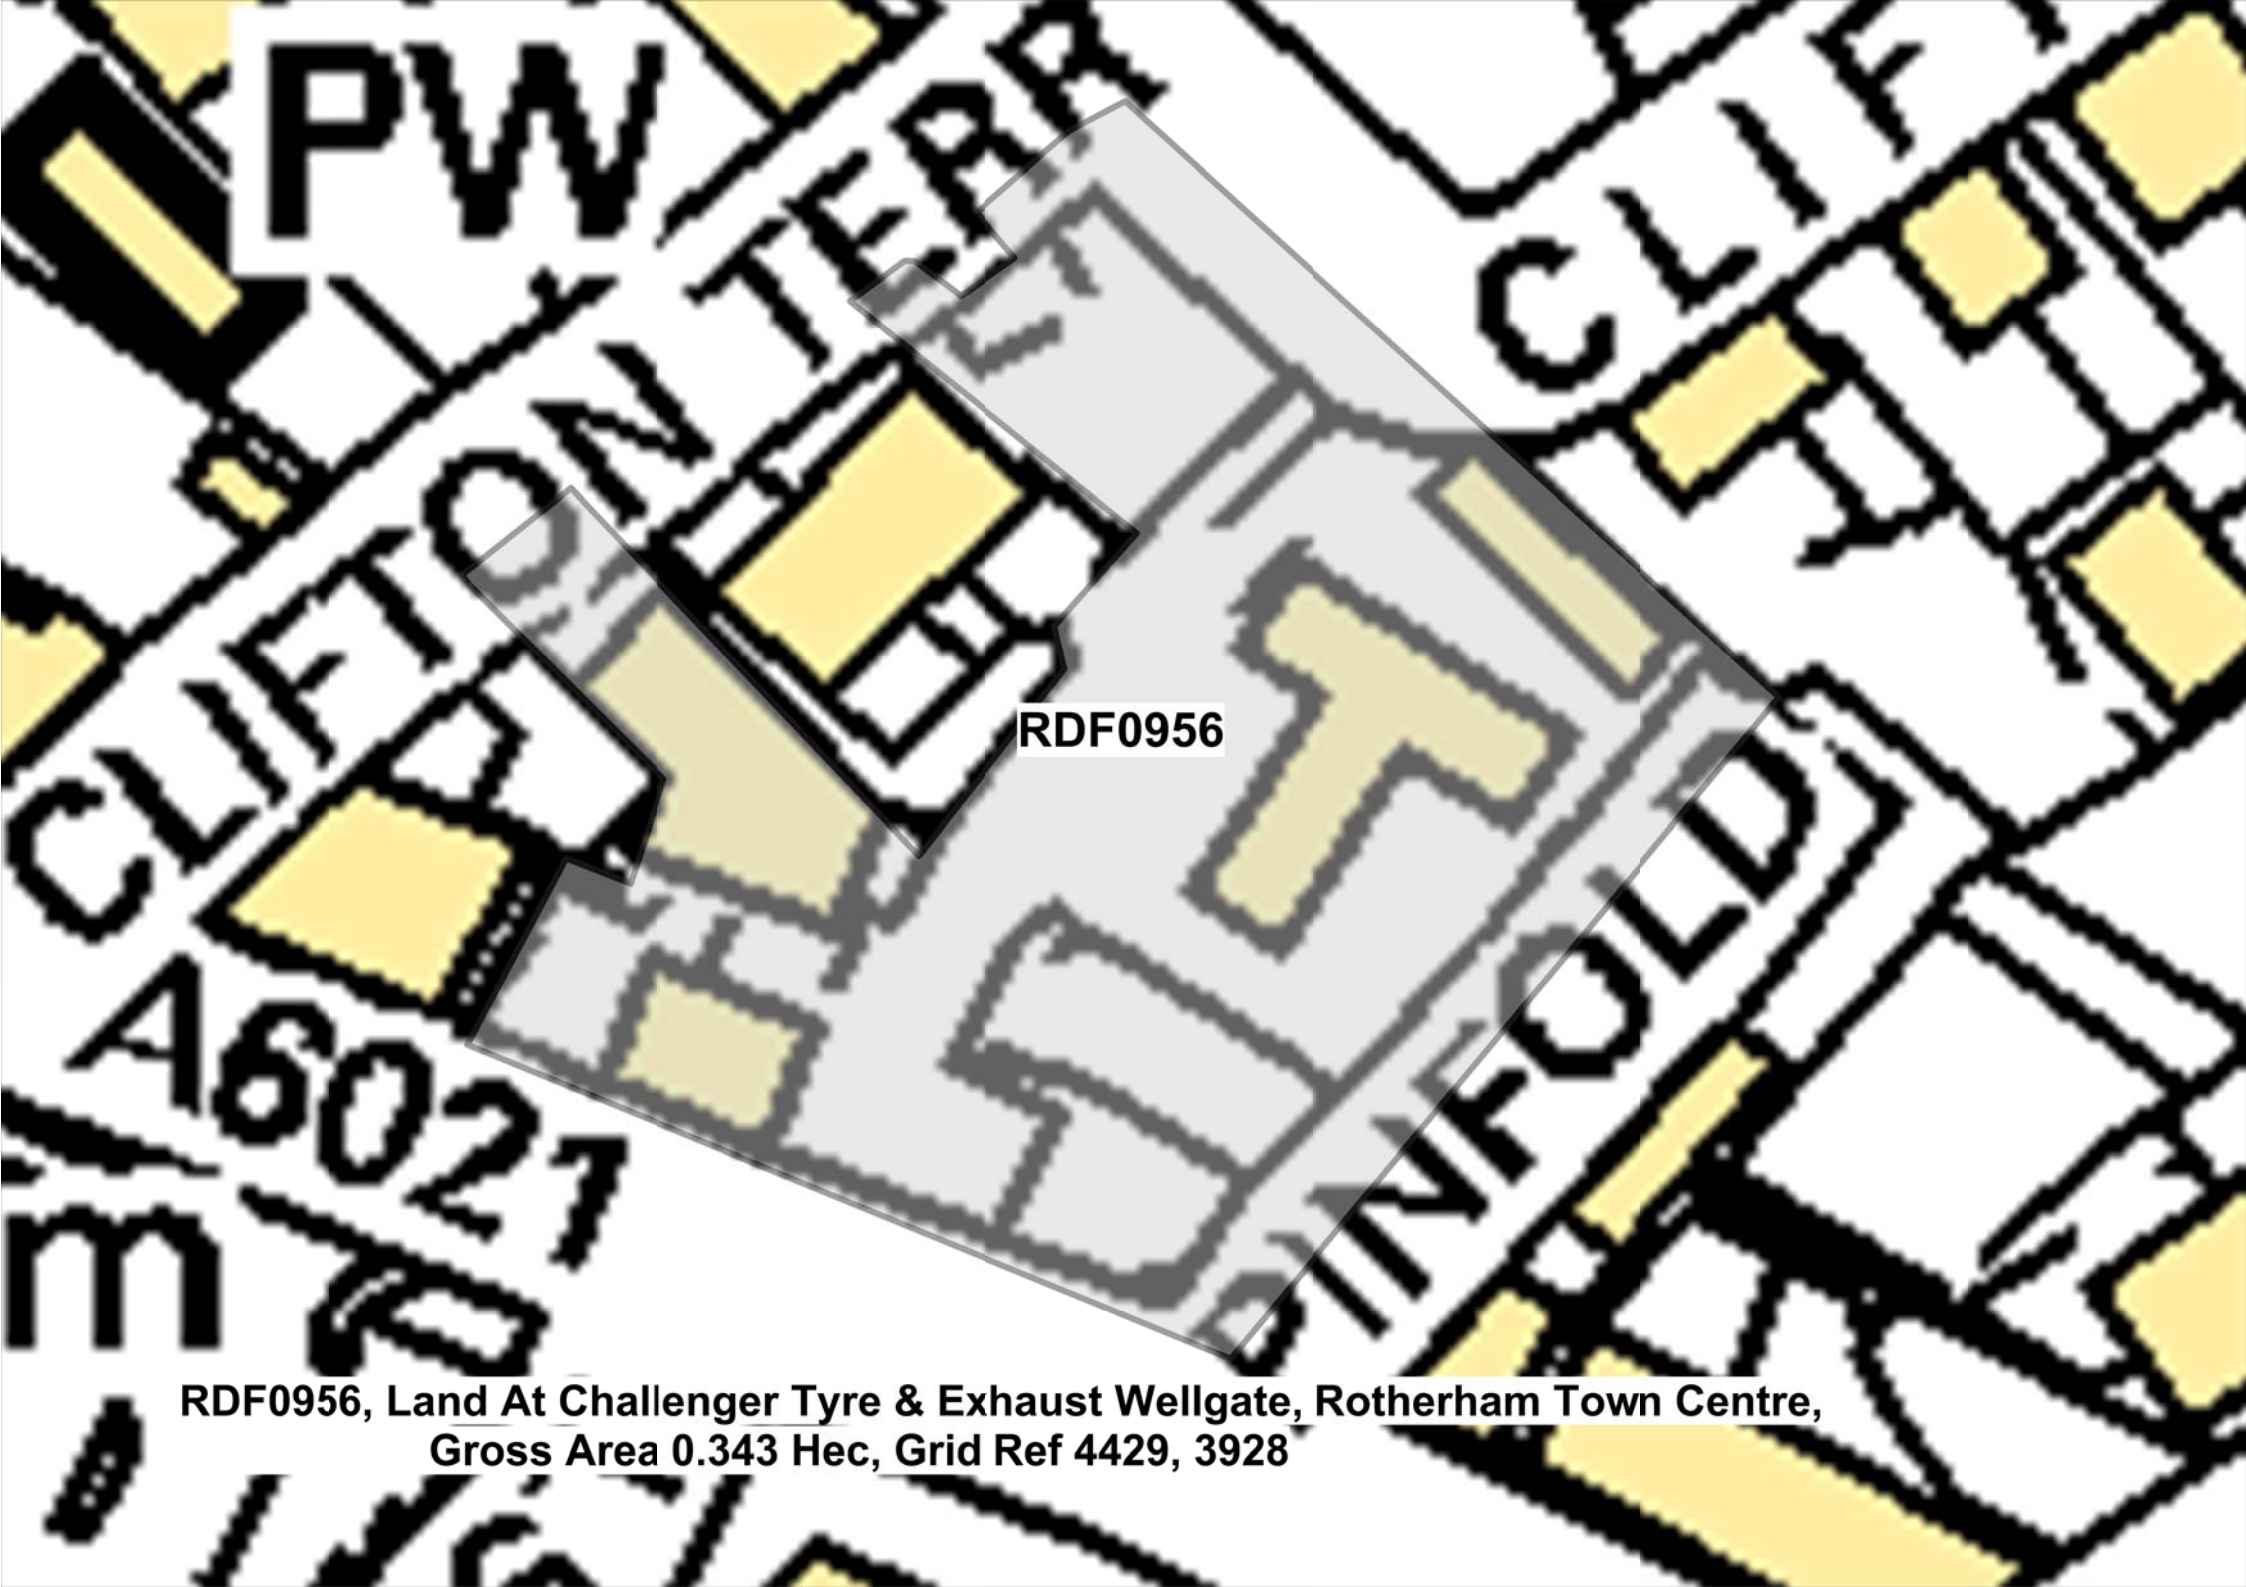 PW
CLIFTON TERR
CLIF
RDF0956
PINFOLD
A6021
m
RDF0956, Land At Challenger Tyre & Exhaust Wellgate, Rotherham Town Centre,
Gross Area 0.343 Hec, Grid Ref 4429, 3928